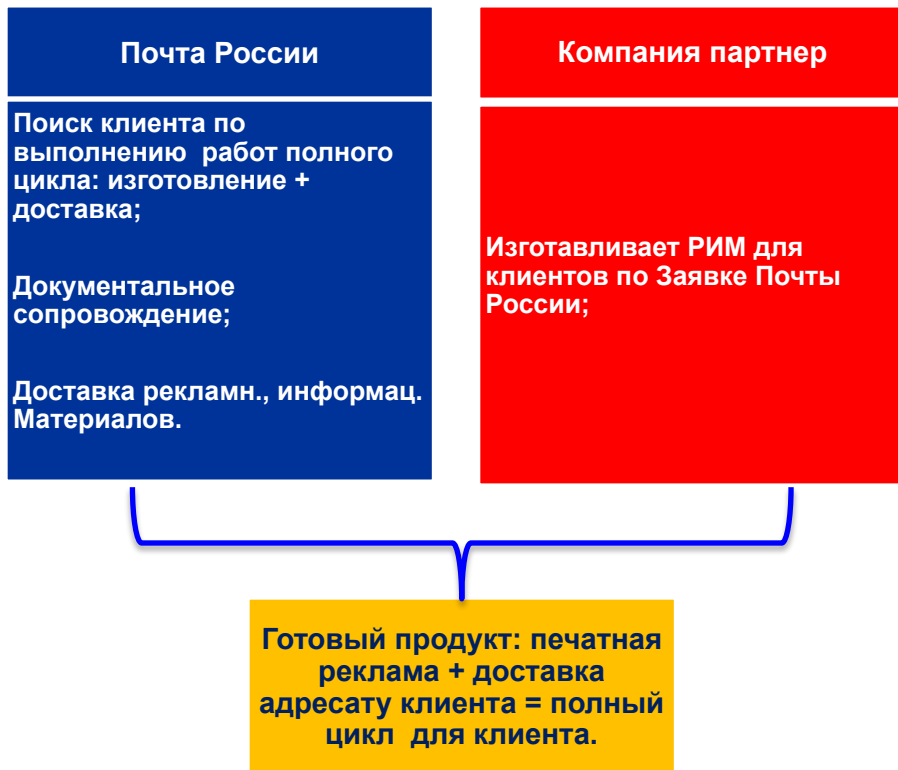 Почта России
Поиск клиента по
выполнению работ полного
цикла: изготовление +
доставка;
Документальное
сопровождение;
Доставка рекламн., информац.
Материалов.
Компания партнер
Изготавливает РИМ для
клиентов по Заявке Почты
России;
Готовый продукт: печатная
реклама + доставка
адресату клиента = полный
цикл для клиента.